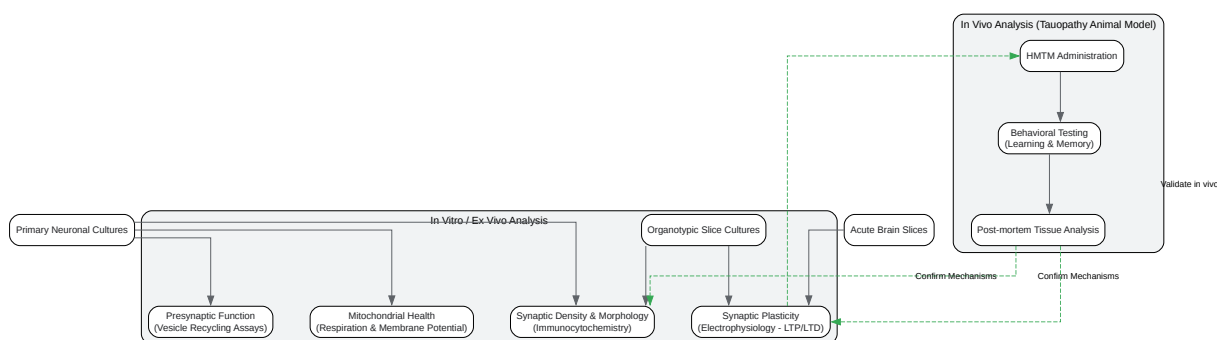 In Vivo Analysis (Tauopathy Animal Model)
HMTM Administration
Behavioral Testing
(Learning & Memory)
Validate in vivo
Primary Neuronal Cultures
In Vitro / Ex Vivo Analysis
Organotypic Slice Cultures
Acute Brain Slices
Post-mortem Tissue Analysis
Confirm Mechanisms
Confirm Mechanisms
Presynaptic Function
(Vesicle Recycling Assays)
Mitochondrial Health
(Respiration & Membrane Potential)
Synaptic Density & Morphology
(Immunocytochemistry)
Synaptic Plasticity
(Electrophysiology - LTP/LTD)